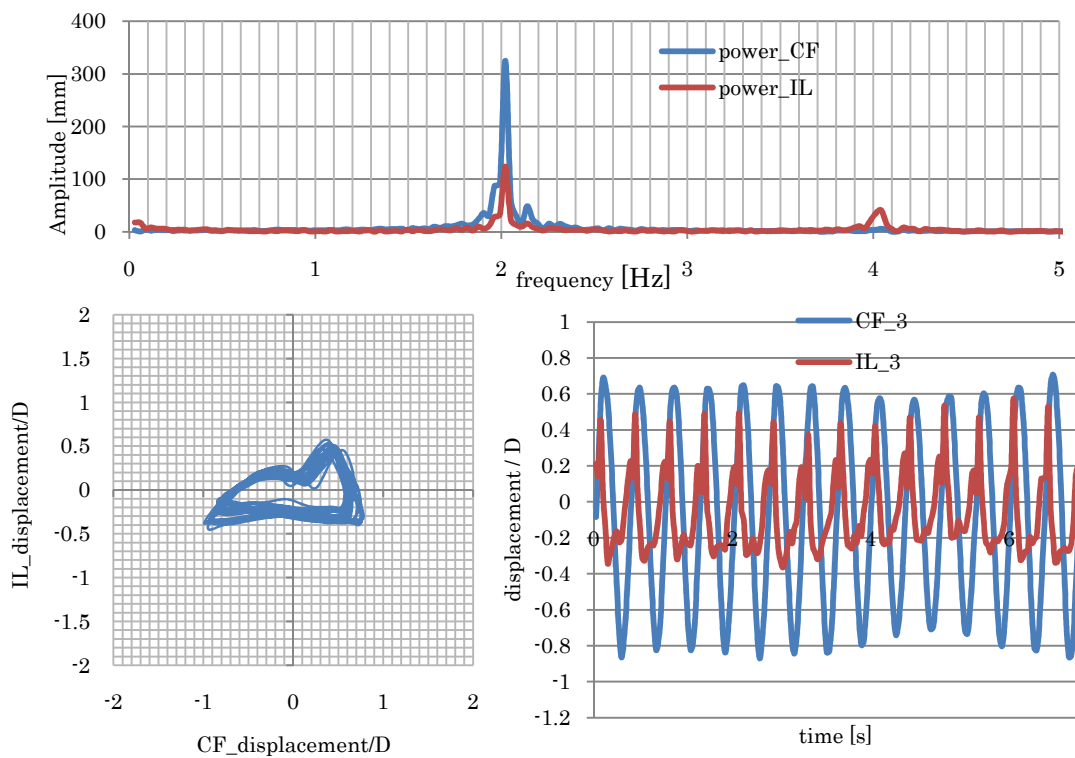 400
300
200
100
0
Amplitude [mm]
power_CF
power_IL
0 1 2 3 4 5
frequency [Hz]
2
1.5
1
0.5
0
-0.5
-1
-1.5
-2
IL_displacement/D
-2 -1 0 1 2
CF_displacement/D
1
0.8
0.6
0.4
0.2
0
-0.2
-0.4
-0.6
-0.8
-1
-1.2
displacement / D
CF_3
IL_3
0 2 4 6
time [s]